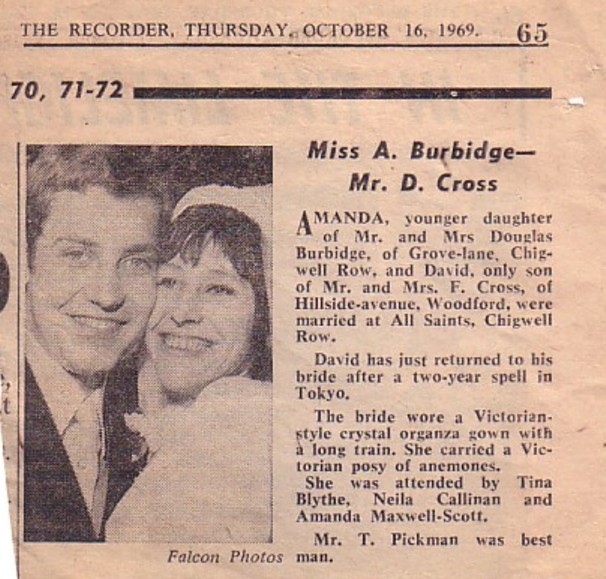 THE RECORDER, THURSDAY, OCTOBER 16, 1969. 65
70, 71-72
Miss A. Burbidge—
Mr. D. Cross
AMANDA, younger daughter
of Mr. and Mrs Douglas
Burbidge, of Grove-lane, Chig-
well Row, and David, only son
of Mr. and Mrs. F. Cross, of
Hillside-avenue, Woodford, were
married at All Saints, Chigwell
Row.
David has just returned to his
bride after a two-year spell in
Tokyo.
The bride wore a Victorian-
style crystal organza gown with
a long train. She carried a Vic-
torian posy of anemones.
She was attended by Tina
Blythe, Neila Callinan and
Amanda Maxwell-Scott.
Mr. T. Pickman was best
man.
Falcon Photos